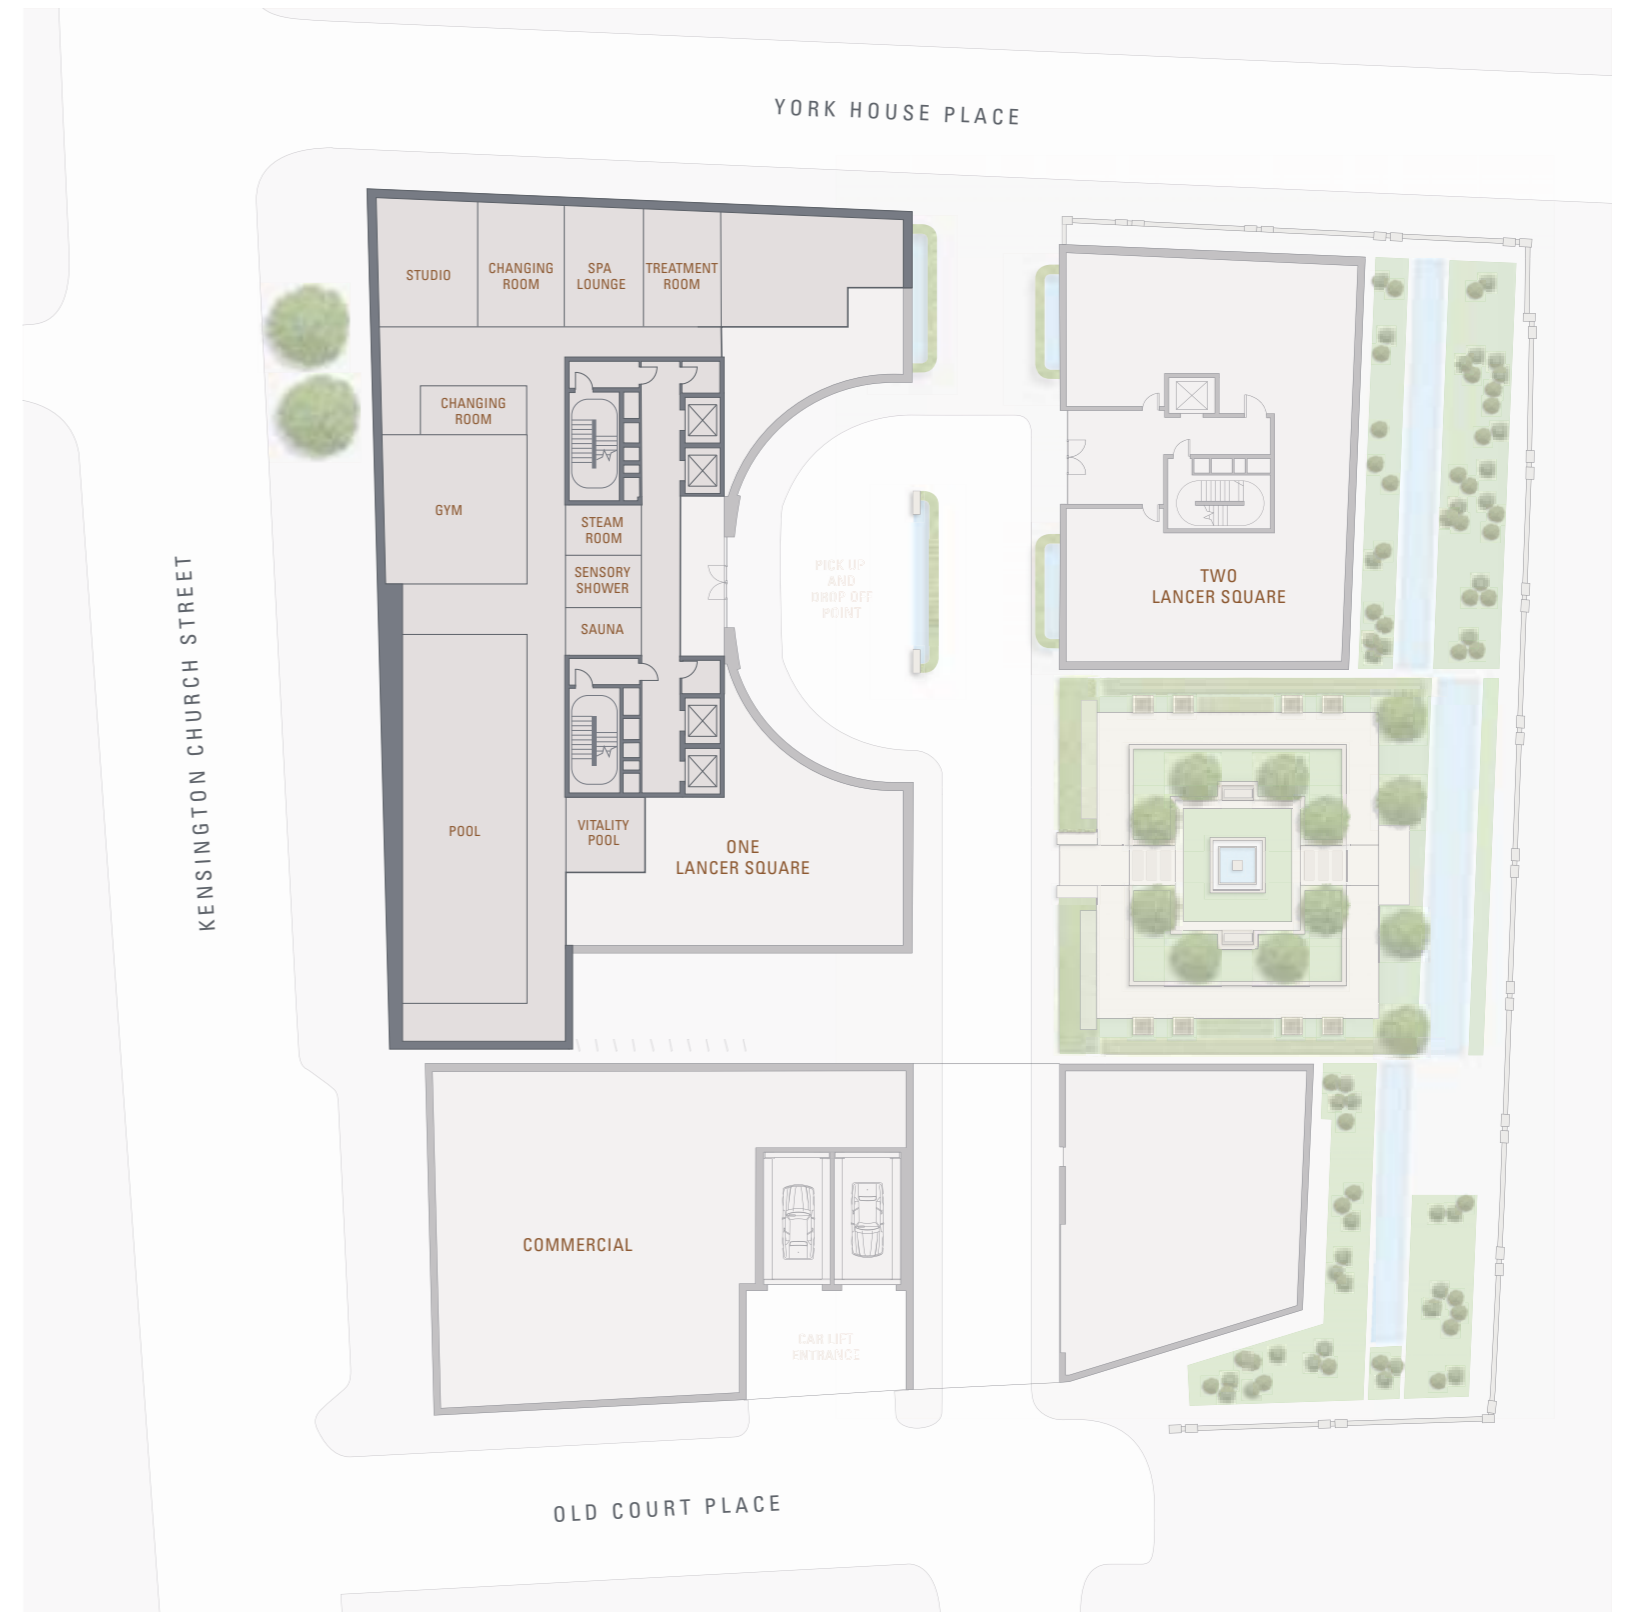 YORK HOUSE PLACE
STUDIO
CHANGING
ROOM
SPA
LOUNGE
TREATMENT
ROOM
CHANGING
ROOM
GYM
STEAM
ROOM
SENSORY
SHOWER
SAUNA
PICK UP
AND
DROP OFF
POINT
TWO
LANCER SQUARE
KENSINGTON CHURCH STREET
POOL
VITALITY
POOL
ONE
LANCER SQUARE
COMMERCIAL
CAR LIFT
ENTRANCE
OLD COURT PLACE